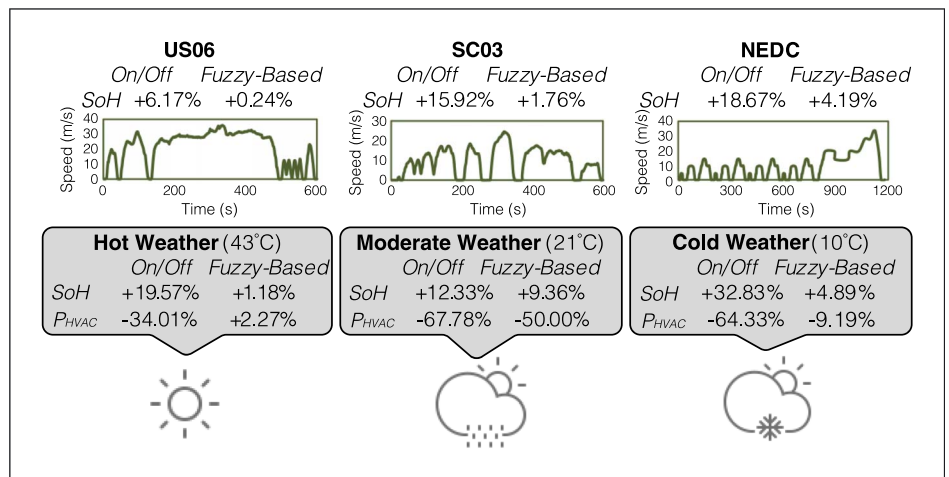 US06
On/Off Fuzzy-Based
SoH +6.17% +0.24%
Speed (m/s)
40
30
20
10
0
0 200 400 600
Time (s)
SC03
On/Off Fuzzy-Based
SoH +15.92% +1.76%
Speed (m/s)
30
20
10
0
0 200 400 600
Time (s)
NEDC
On/Off Fuzzy-Based
SoH +18.67% +4.19%
Speed (m/s)
40
20
0
0 300 600 900 1200
Time (s)
Hot Weather (43°C)
On/Off Fuzzy-Based
SoH +19.57% +1.18%
PHVAC -34.01% +2.27%
Moderate Weather (21°C)
On/Off Fuzzy-Based
SoH +12.33% +9.36%
PHVAC -67.78% -50.00%
Cold Weather (10°C)
On/Off Fuzzy-Based
SoH +32.83% +4.89%
PHVAC -64.33% -9.19%